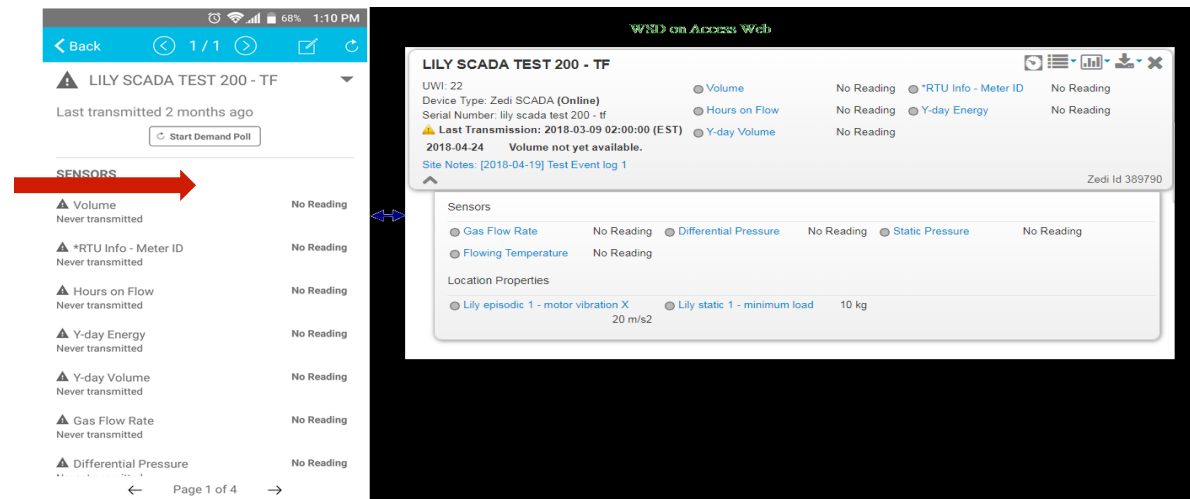 68% 1:10 PM
Back 1 / 1
LILY SCADA TEST 200 - TF
Last transmitted 2 months ago
Start Demand Poll
SENSORS
Volume No Reading
Never transmitted
*RTU Info - Meter ID No Reading
Never transmitted
Hours on Flow No Reading
Never transmitted
Y-day Energy No Reading
Never transmitted
Y-day Volume No Reading
Never transmitted
Gas Flow Rate No Reading
Never transmitted
Differential Pressure No Reading
Page 1 of 4
WSD on Access Web
LILY SCADA TEST 200 - TF
UWI: 22
Device Type: Zedi SCADA (Online)
Serial Number: lily scada test 200 - tf
Last Transmission: 2018-03-09 02:00:00 (EST)
2018-04-24 Volume not yet available.
Site Notes: [2018-04-19] Test Event log 1
Volume No Reading *RTU Info - Meter ID No Reading
Hours on Flow No Reading Y-day Energy No Reading
Y-day Volume No Reading
Zedi Id 389790
Sensors
Gas Flow Rate No Reading Differential Pressure No Reading Static Pressure No Reading
Flowing Temperature No Reading
Location Properties
Lily episodic 1 - motor vibration X Lily static 1 - minimum load 10 kg
20 m/s2